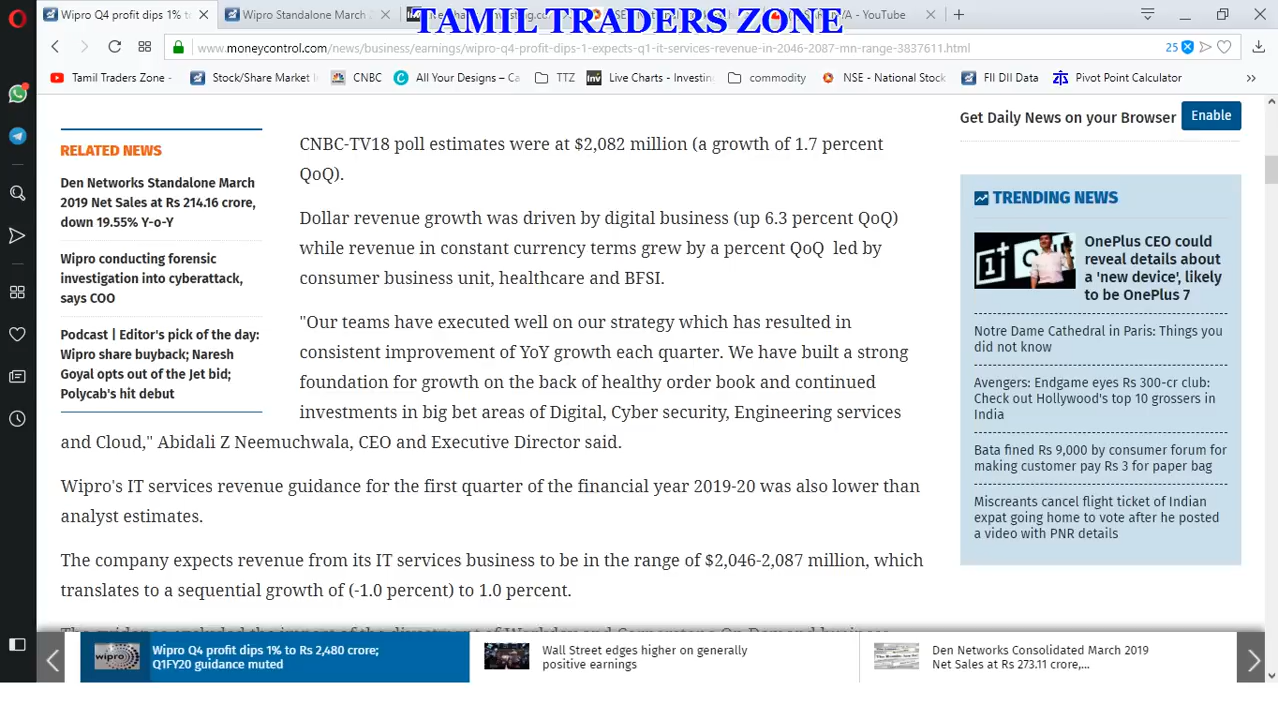 Wipro Q4 profit dips 1% to
Wipro Standalone March 2
TAMIL TRADERS ZONE
YouTube
www.moneycontrol.com/news/business/earnings/wipro-q4-profit-dips-1-expects-q1-it-services-revenue-in-2046-2087-mn-range-3837611.html
25
Tamil Traders Zone -
Stock/Share Market I
CNBC
All Your Designs – Ca
TTZ
Inv
Live Charts - Investin
commodity
NSE - National Stock
FII DII Data
Pivot Point Calculator
»
Get Daily News on your Browser
Enable
RELATED NEWS
Den Networks Standalone March
2019 Net Sales at Rs 214.16 crore,
down 19.55% Y-o-Y
Wipro conducting forensic
investigation into cyberattack,
says COO
Podcast | Editor's pick of the day:
Wipro share buyback; Naresh
Goyal opts out of the Jet bid;
Polycab's hit debut
CNBC-TV18 poll estimates were at $2,082 million (a growth of 1.7 percent
QoQ).
Dollar revenue growth was driven by digital business (up 6.3 percent QoQ)
while revenue in constant currency terms grew by a percent QoQ led by
consumer business unit, healthcare and BFSI.
"Our teams have executed well on our strategy which has resulted in
consistent improvement of YoY growth each quarter. We have built a strong
foundation for growth on the back of healthy order book and continued
investments in big bet areas of Digital, Cyber security, Engineering services
and Cloud," Abidali Z Neemuchwala, CEO and Executive Director said.
Wipro's IT services revenue guidance for the first quarter of the financial year 2019-20 was also lower than
analyst estimates.
The company expects revenue from its IT services business to be in the range of $2,046-2,087 million, which
translates to a sequential growth of (-1.0 percent) to 1.0 percent.
TRENDING NEWS
OnePlus CEO could
reveal details about
a 'new device', likely
to be OnePlus 7
Notre Dame Cathedral in Paris: Things you
did not know
Avengers: Endgame eyes Rs 300-cr club:
Check out Hollywood's top 10 grossers in
India
Bata fined Rs 9,000 by consumer forum for
making customer pay Rs 3 for paper bag
Miscreants cancel flight ticket of Indian
expat going home to vote after he posted
a video with PNR details
wipro
Wipro Q4 profit dips 1% to Rs 2,480 crore;
Q1FY20 guidance muted
Wall Street edges higher on generally
positive earnings
Den Networks Consolidated March 2019
Net Sales at Rs 273.11 crore,...